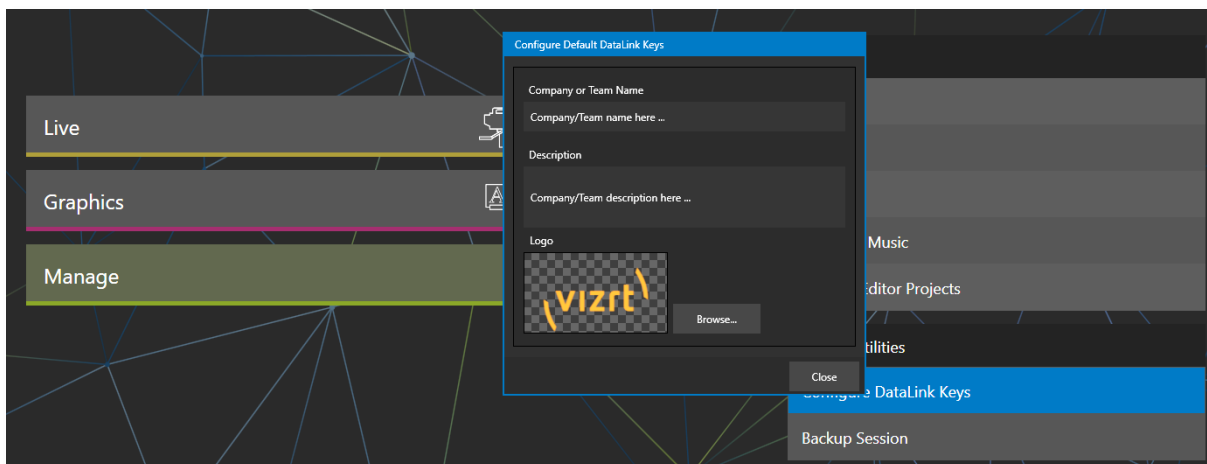 Configure Default DataLink Keys
Company or Team Name
Company/Team name here ...
Description
Company/Team description here ...
Logo
vizrt
Browse...
Close
Live
Graphics
Manage
Music
Editor Projects
tilities
Configure DataLink Keys
Backup Session